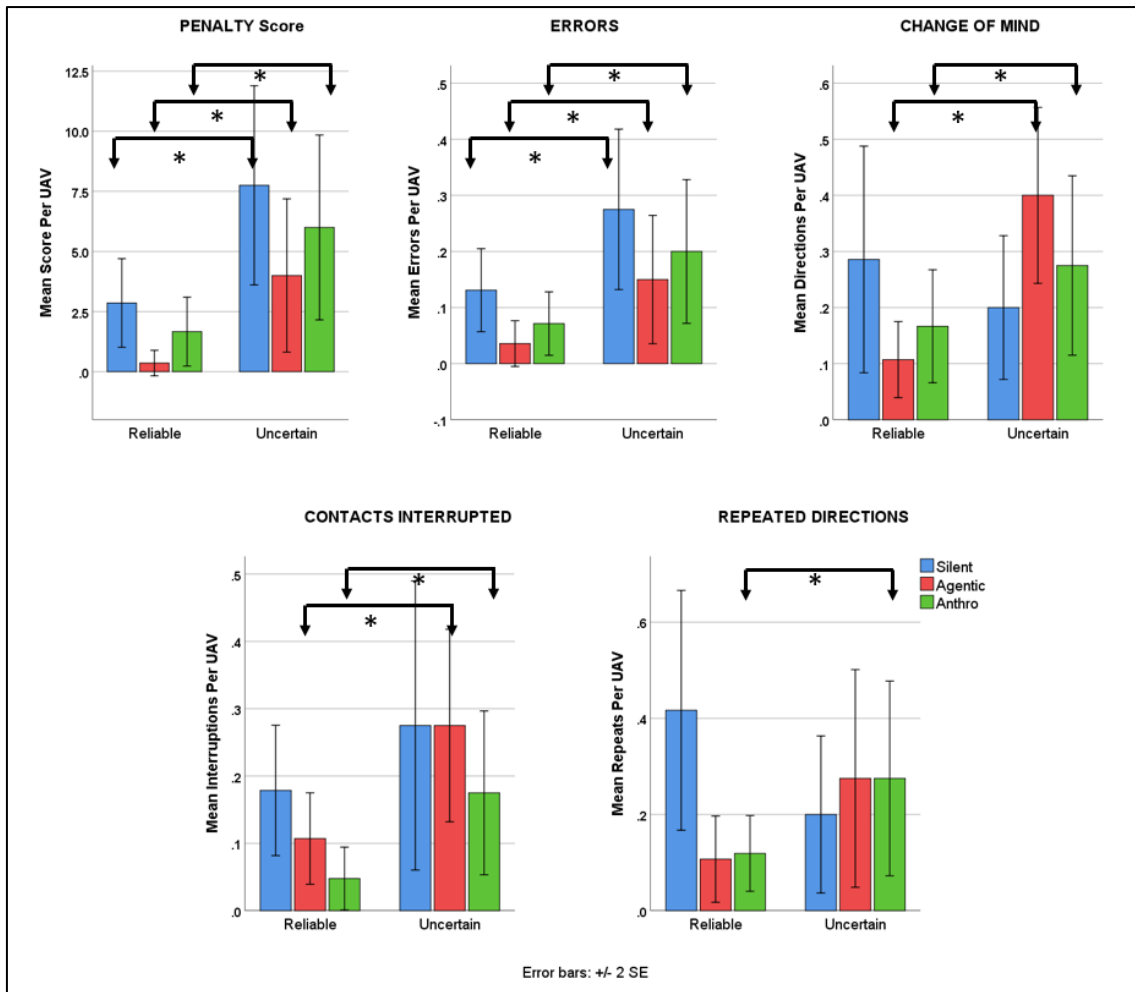 PENALTY Score
Mean Score Per UAV
12.5
10.0
7.5
5.0
2.5
.0
*
*
*
Reliable
Uncertain
ERRORS
Mean Errors Per UAV
.5
.4
.3
.2
.1
.0
-.1
*
*
*
Reliable
Uncertain
CHANGE OF MIND
Mean Directions Per UAV
.6
.5
.4
.3
.2
.1
.0
*
*
Reliable
Uncertain
CONTACTS INTERRUPTED
Mean Interruptions Per UAV
.5
.4
.3
.2
.1
.0
*
*
Reliable
Uncertain
REPEATED DIRECTIONS
Mean Repeats Per UAV
.6
.4
.2
.0
*
Reliable
Uncertain
Silent
Agentic
Anthro
Error bars: +/- 2 SE